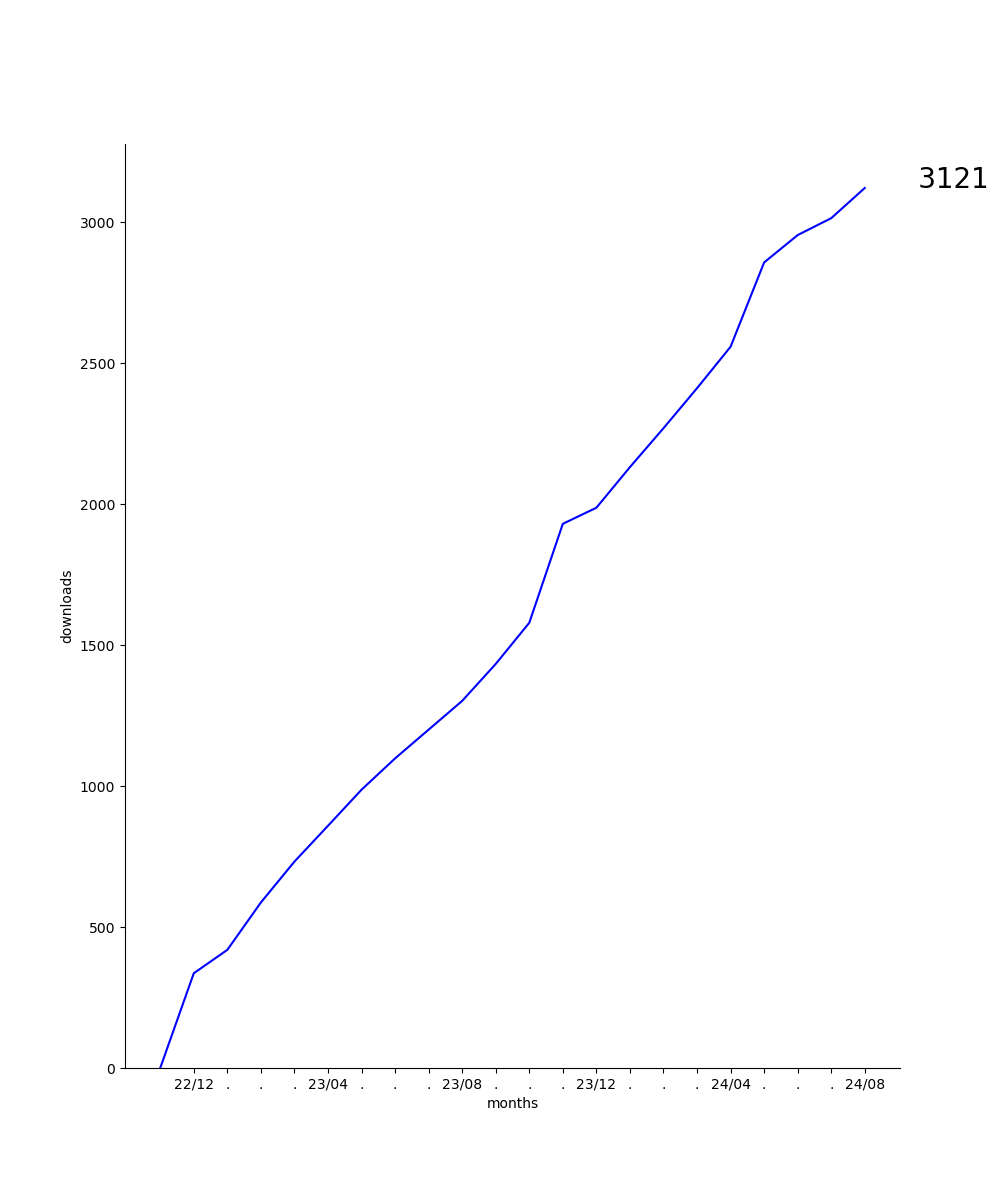 3121
3000
2500
2000
downloads
1500
1000
500
0
22/12 . . . 23/04 . . . 23/08 . . . 23/12 . . . 24/04 . . . 24/08
months